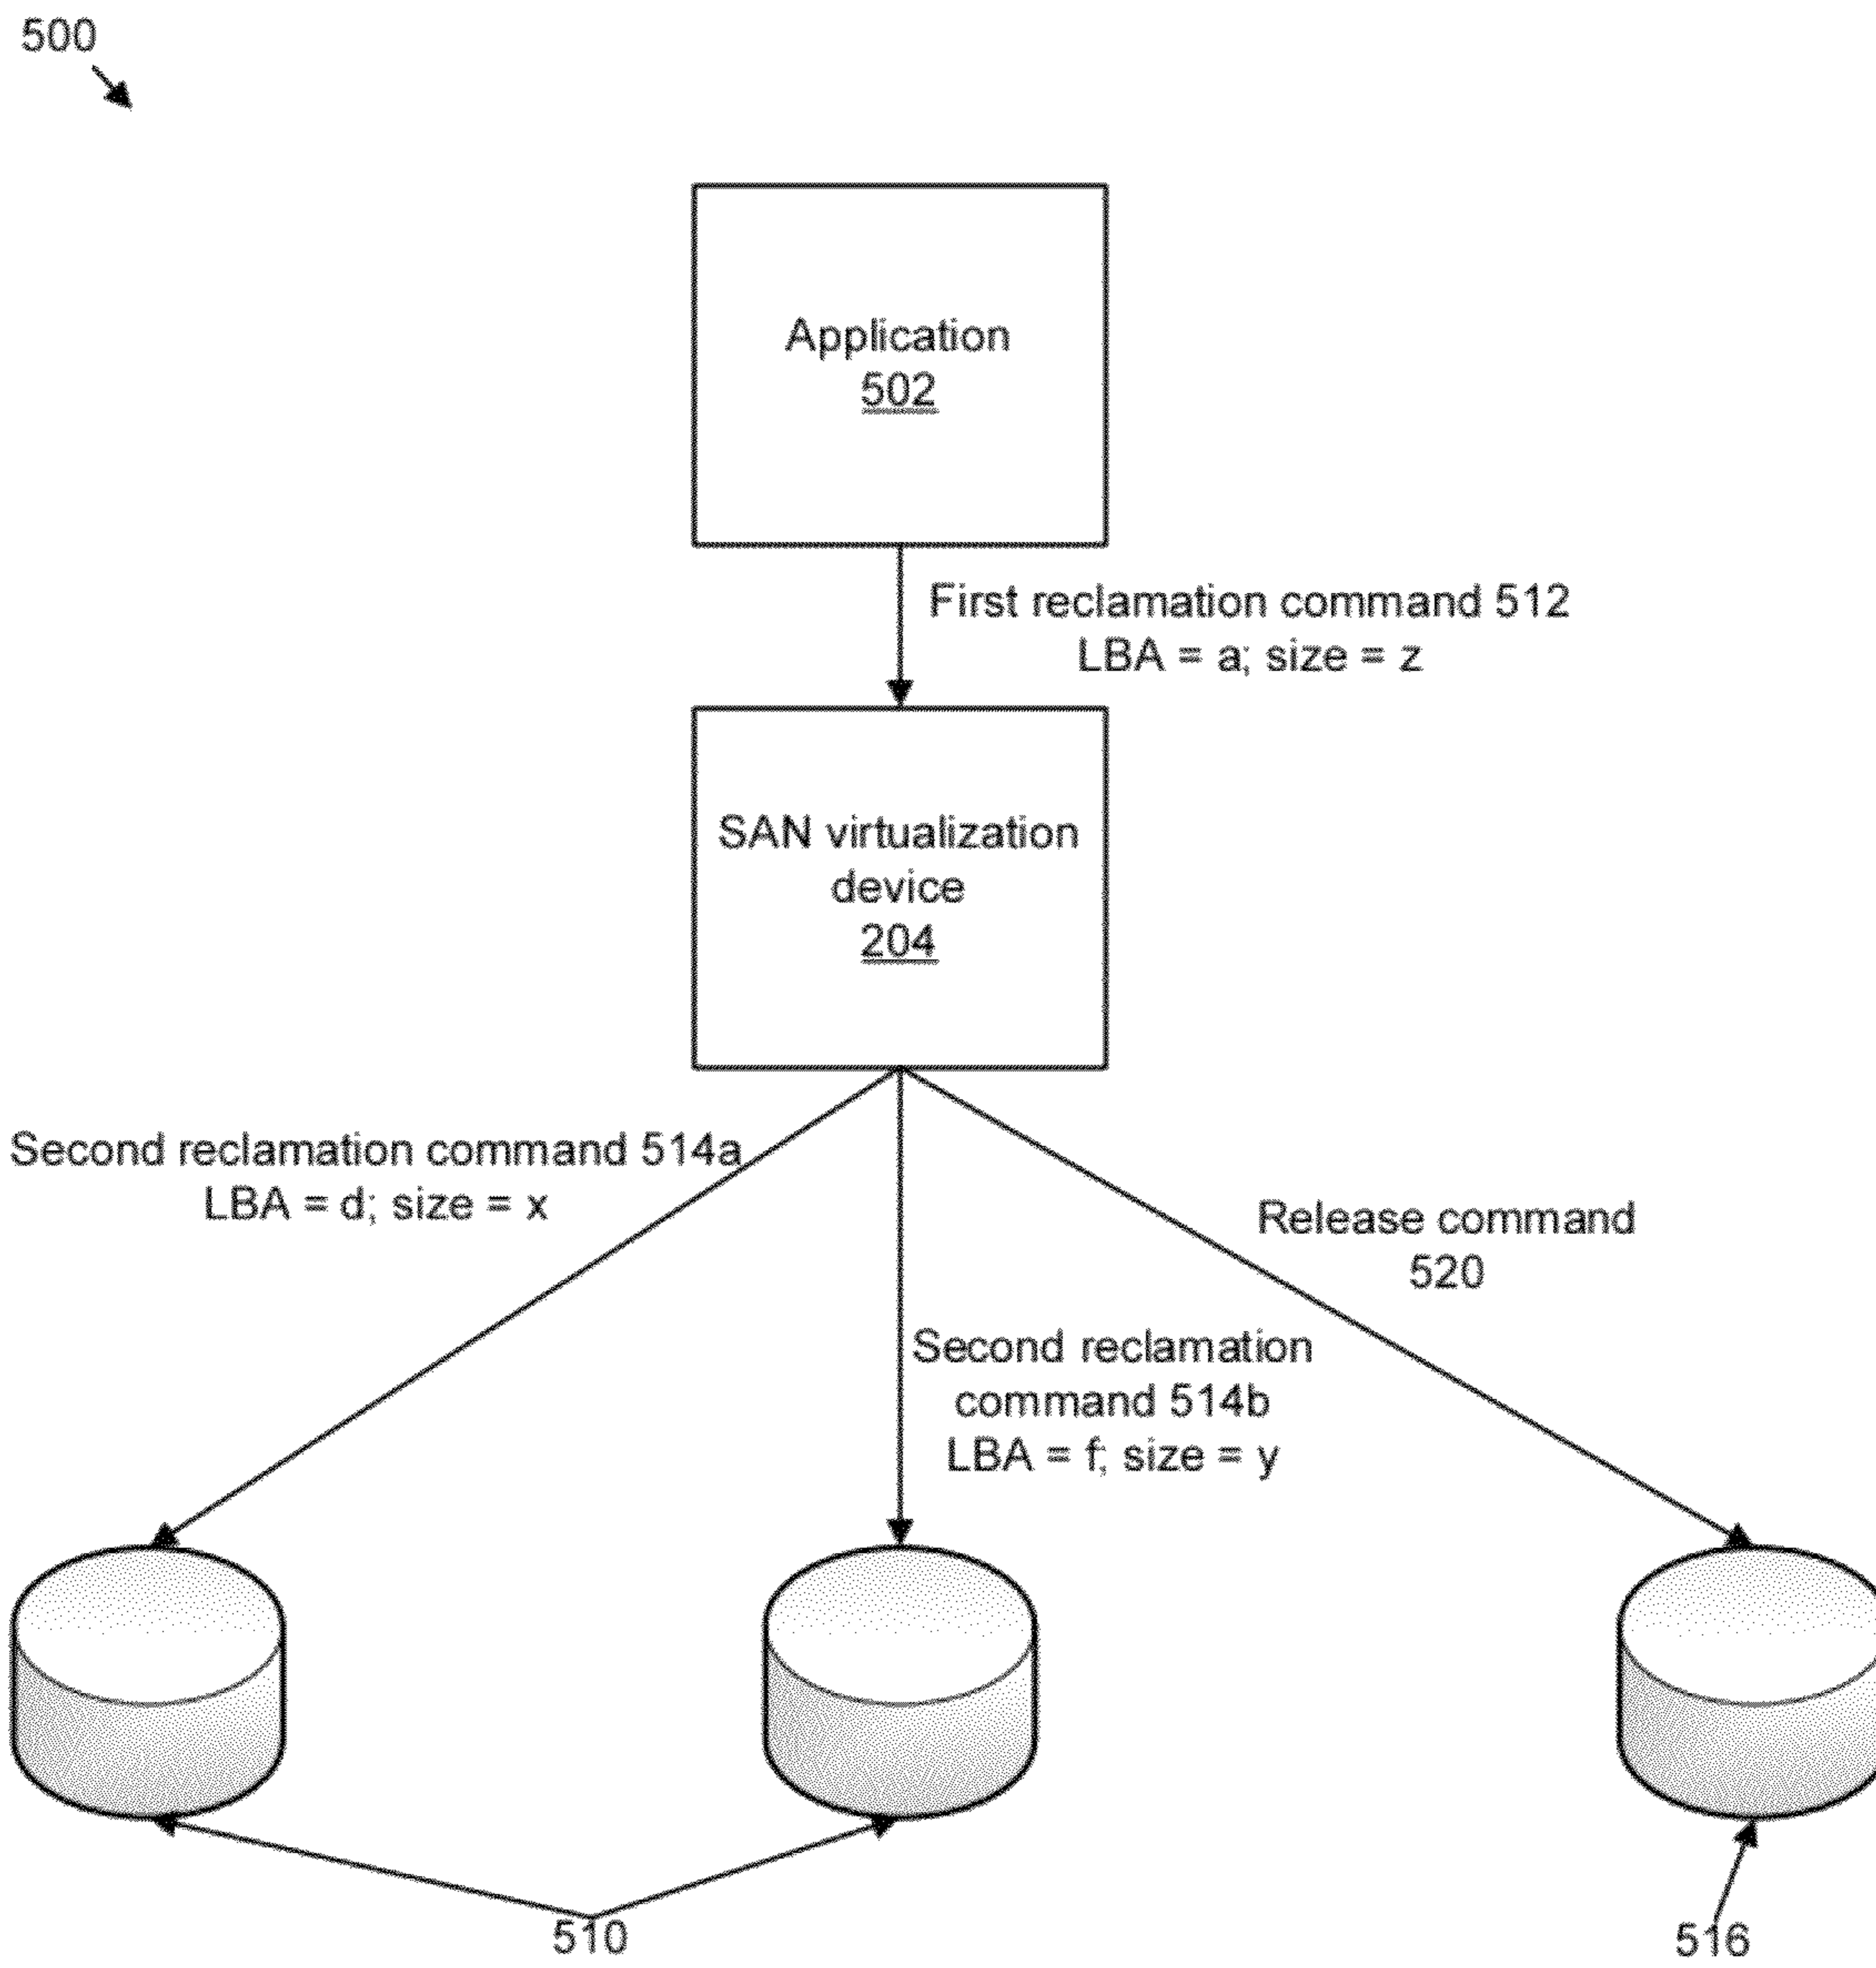 500
Application
502
First reclamation command 512
LBA = a; size = z
SAN virtualization
device
204
Second reclamation command 514a
LBA = d; size = x
Release command
520
Second reclamation
command 514b
LBA = f; size = y
510
516